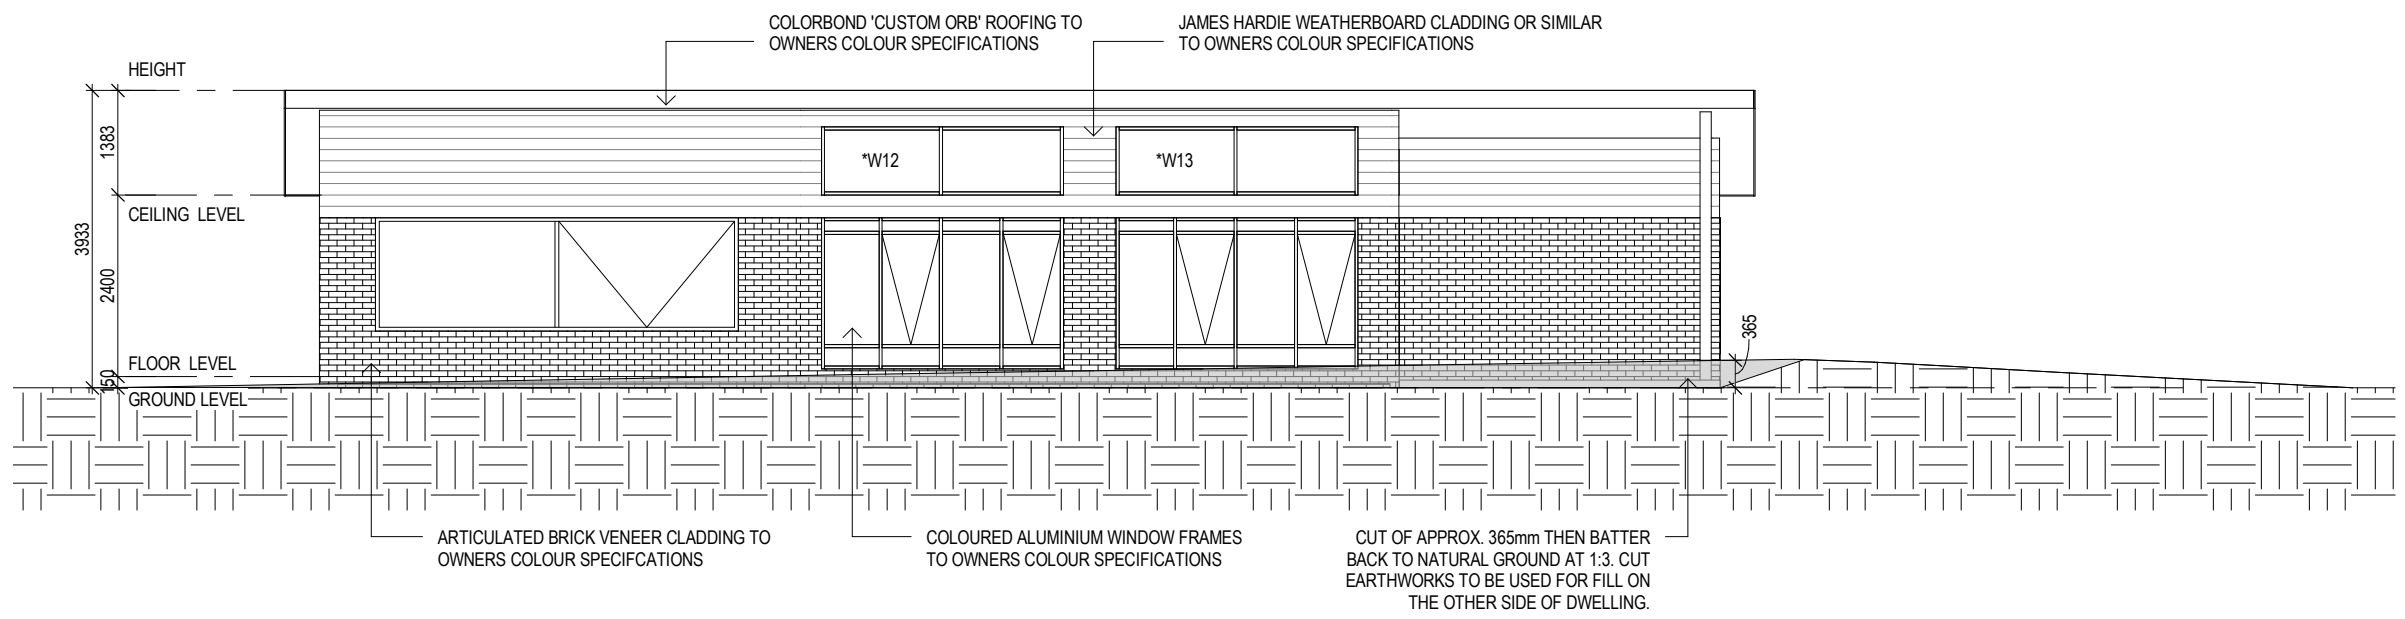 COLORBOND 'CUSTOM ORB' ROOFING TO
OWNERS COLOUR SPECIFICATIONS
JAMES HARDIE WEATHERBOARD CLADDING OR SIMILAR
TO OWNERS COLOUR SPECIFICATIONS
HEIGHT
1383
*W12
*W13
CEILING LEVEL
3933
2400
365
FLOOR LEVEL
150
GROUND LEVEL
ARTICULATED BRICK VENEER CLADDING TO
OWNERS COLOUR SPECIFCATIONS
COLOURED ALUMINIUM WINDOW FRAMES
TO OWNERS COLOUR SPECIFICATIONS
CUT OF APPROX. 365mm THEN BATTER
BACK TO NATURAL GROUND AT 1:3. CUT
EARTHWORKS TO BE USED FOR FILL ON
THE OTHER SIDE OF DWELLING.